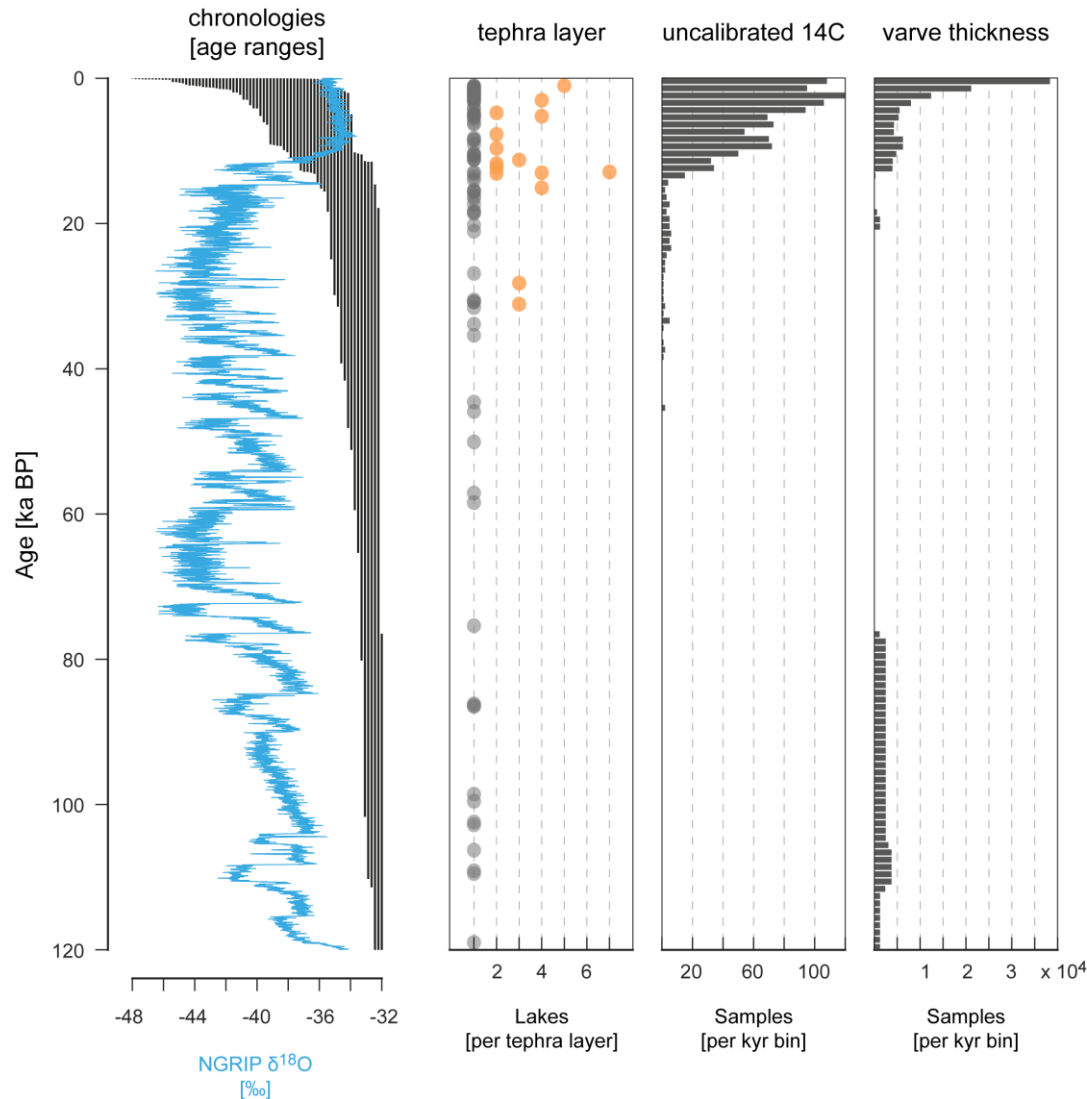 chronologies
[age ranges]
tephra layer
uncalibrated 14C
varve thickness
Age [ka BP]
0
20
40
60
80
100
120
-48
-44
-40
-36
-32
NGRIP δ¹⁸O
[‰]
2
4
6
Lakes
[per tephra layer]
20
60
100
Samples
[per kyr bin]
1
2
3
x 10⁴
Samples
[per kyr bin]